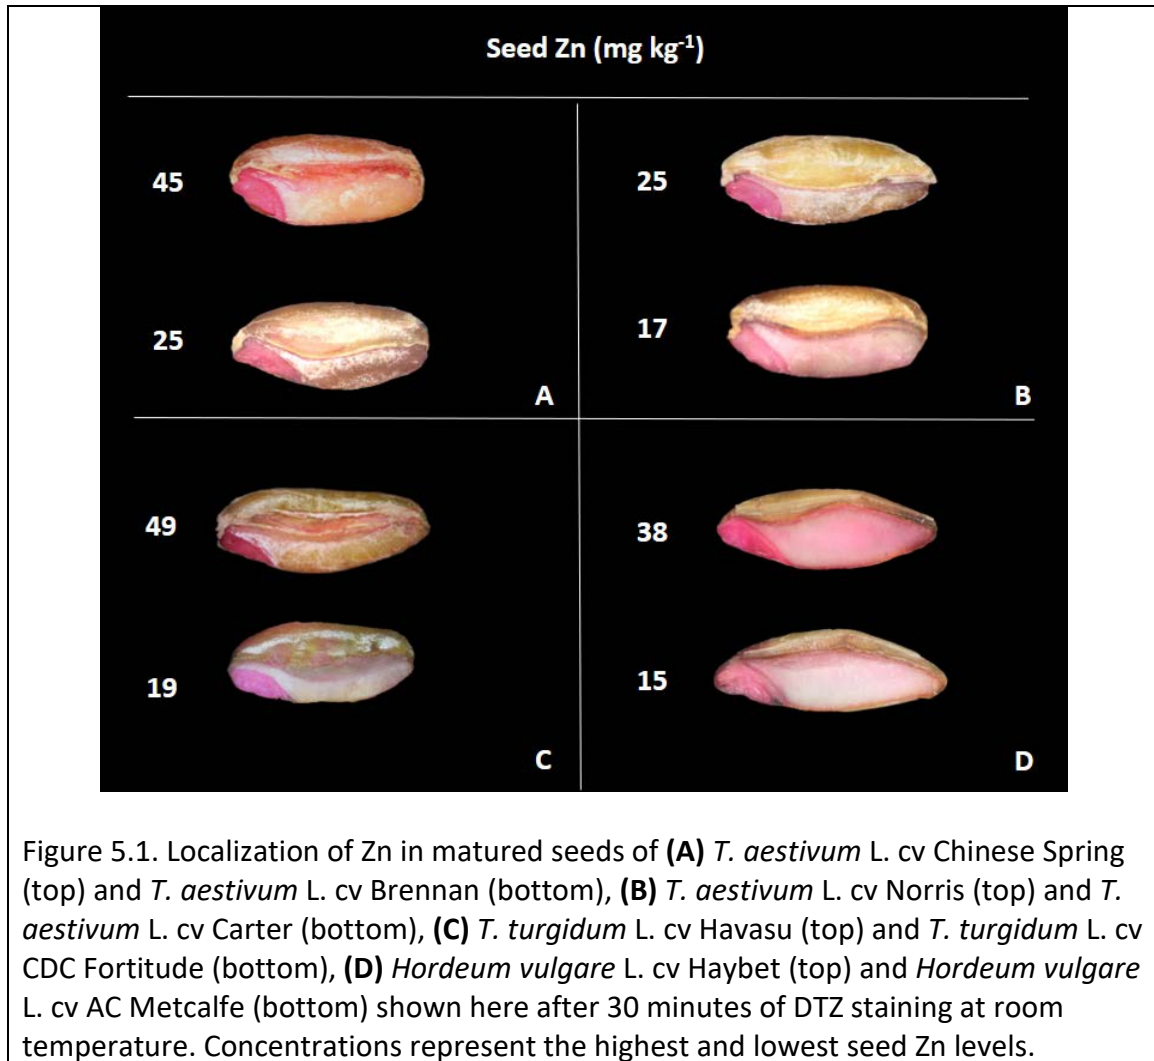 Seed Zn (mg kg-1)
45
25
25
17
A
B
49
38
19
15
C
D
Figure 5.1. Localization of Zn in matured seeds of (A) T. aestivum L. cv Chinese Spring
(top) and T. aestivum L. cv Brennan (bottom), (B) T. aestivum L. cv Norris (top) and T.
aestivum L. cv Carter (bottom), (C) T. turgidum L. cv Havasu (top) and T. turgidum L. cv
CDC Fortitude (bottom), (D) Hordeum vulgare L. cv Haybet (top) and Hordeum vulgare
L. cv AC Metcalfe (bottom) shown here after 30 minutes of DTZ staining at room
temperature. Concentrations represent the highest and lowest seed Zn levels.